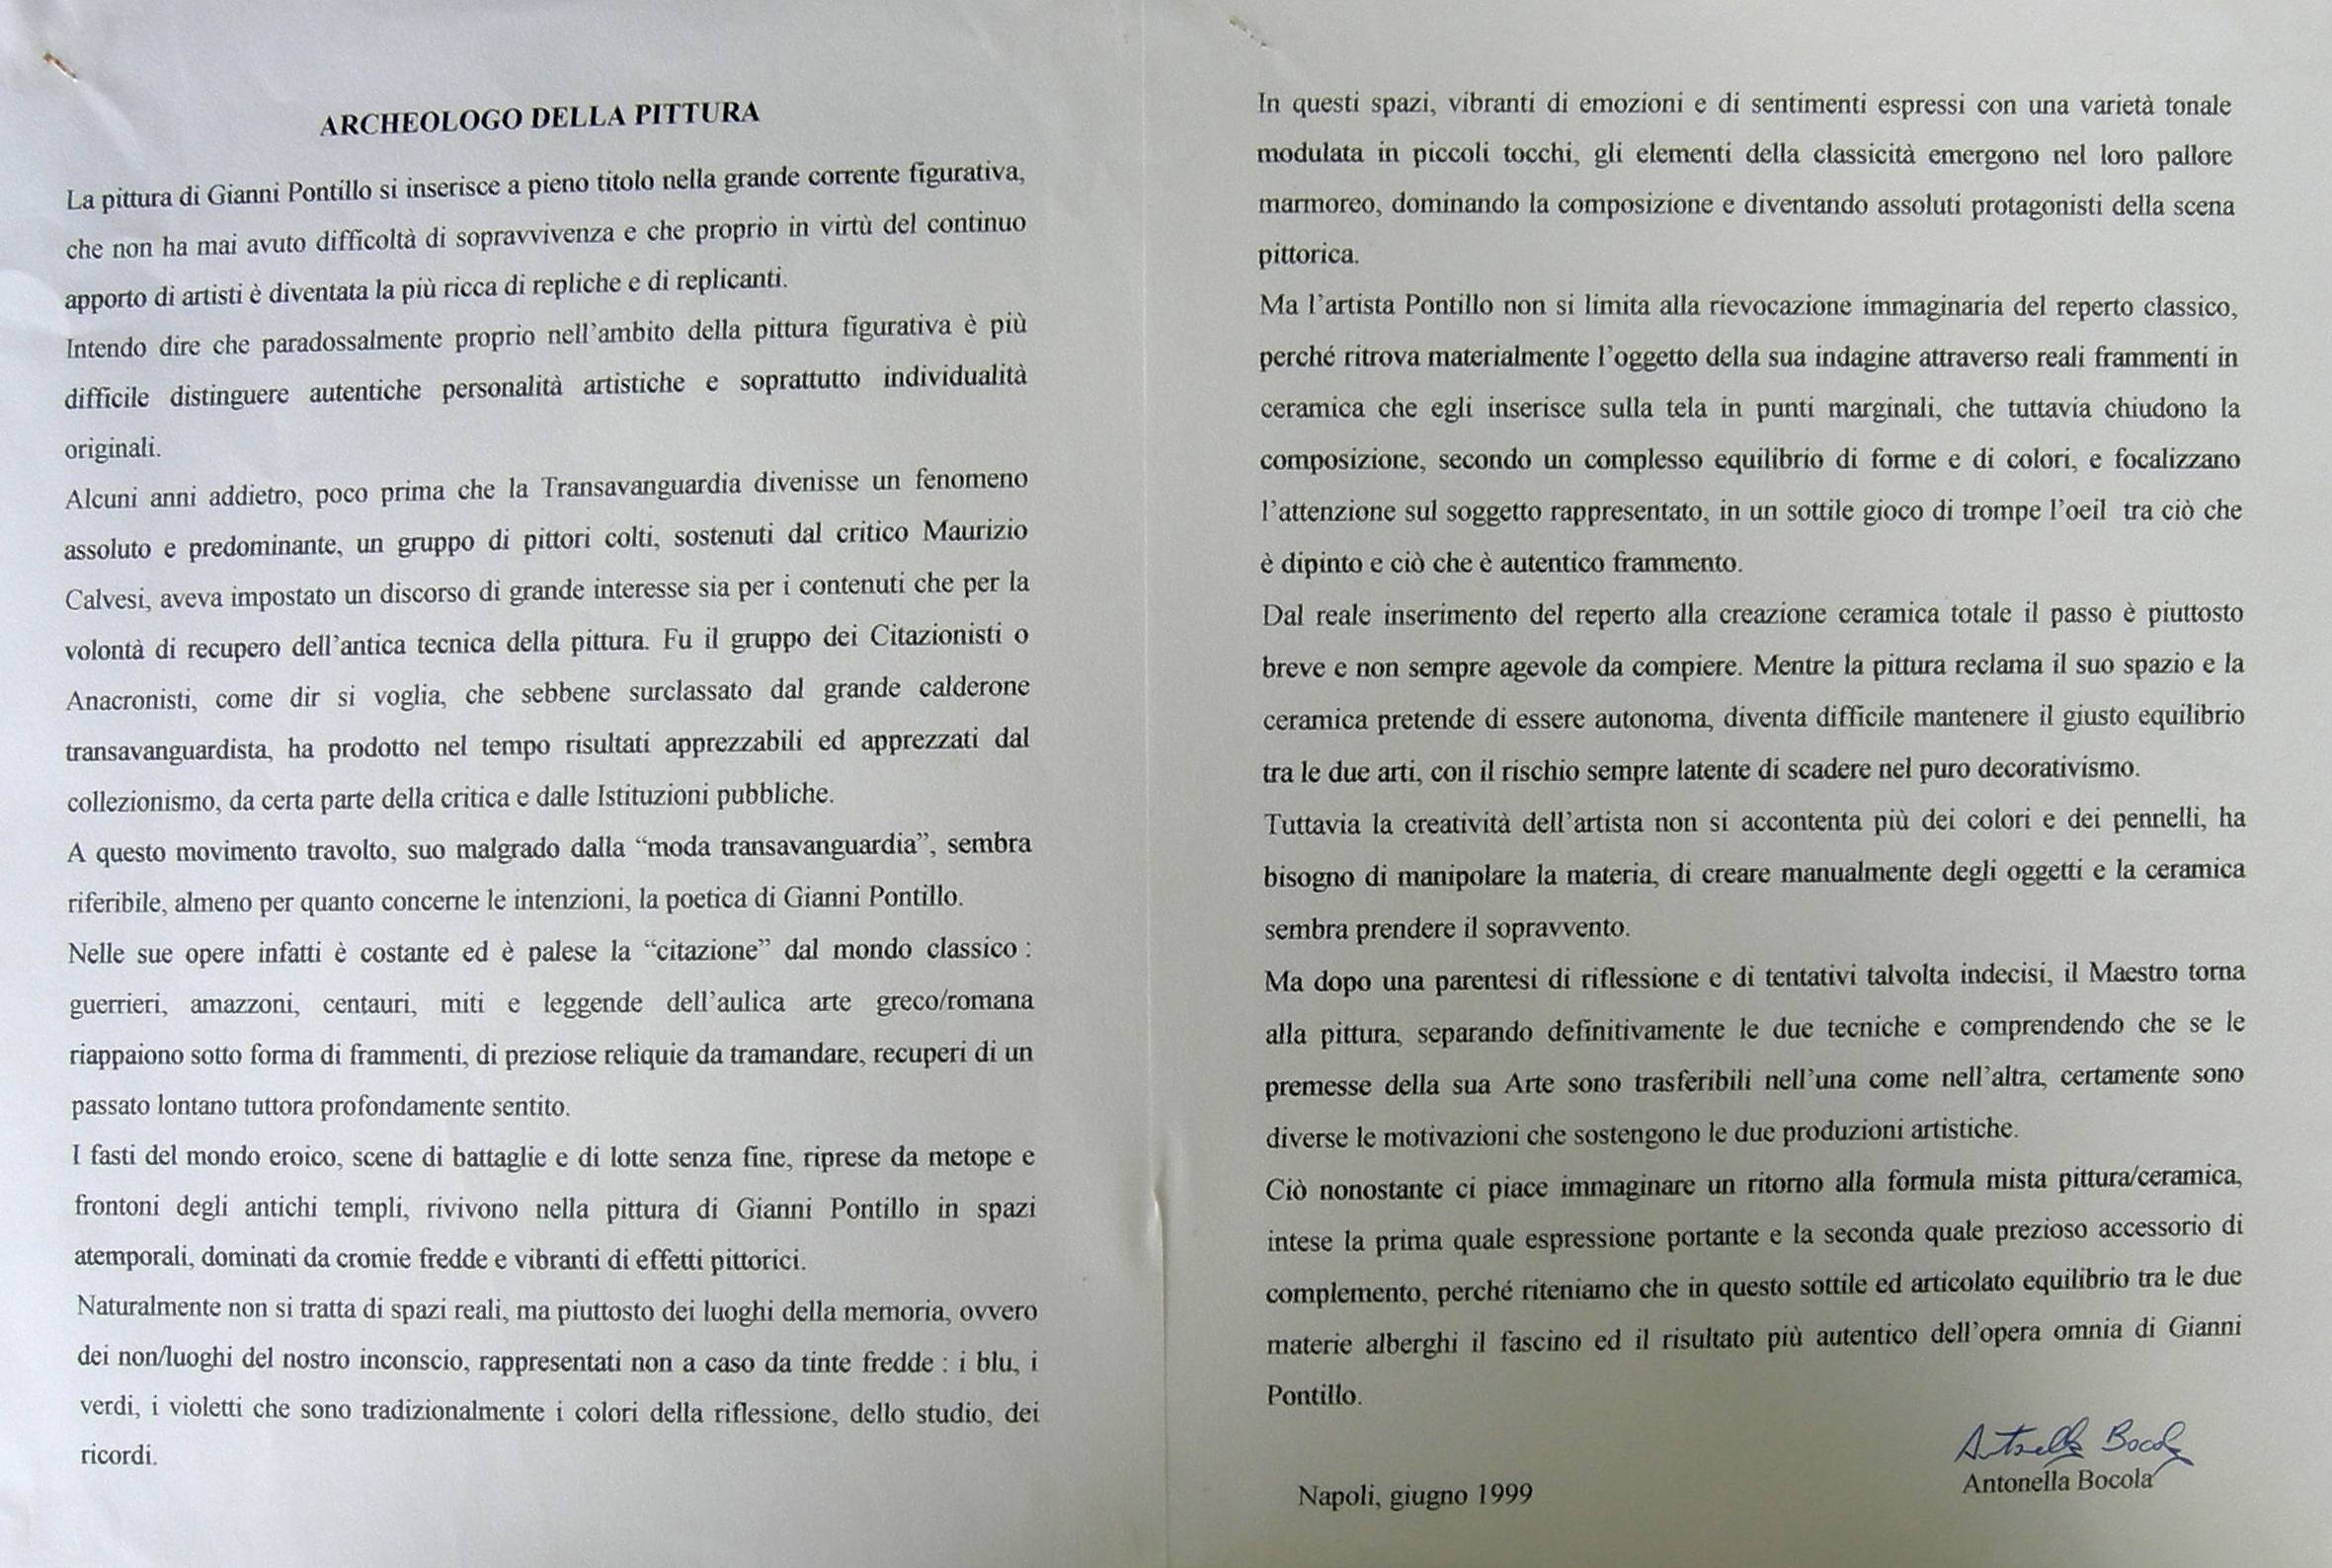 ARCHEOLOGO DELLA PITTURA
La pittura di Gianni Pontillo si inserisce a pieno titolo nella grande corrente figurativa,
che non ha mai avuto difficoltà di sopravvivenza e che proprio in virtù del continuo
apporto di artisti è diventata la più ricca di repliche e di replicanti.
Intendo dire che paradossalmente proprio nell'ambito della pittura figurativa è più
difficile distinguere autentiche personalità artistiche e soprattutto individualità
originali.
Alcuni anni addietro, poco prima che la Transavanguardia divenisse un fenomeno
assoluto e predominante, un gruppo di pittori colti, sostenuti dal critico Maurizio
Calvesi, aveva impostato un discorso di grande interesse sia per i contenuti che per la
volontà di recupero dell'antica tecnica della pittura. Fu il gruppo dei Citazionisti o
Anacronisti, come dir si voglia, che sebbene surclassato dal grande calderone
transavanguardista, ha prodotto nel tempo risultati apprezzabili ed apprezzati dal
collezionismo, da certa parte della critica e dalle Istituzioni pubbliche.
A questo movimento travolto, suo malgrado dalla “moda transavanguardia”, sembra
riferibile, almeno per quanto concerne le intenzioni, la poetica di Gianni Pontillo.
Nelle sue opere infatti è costante ed è palese la “citazione” dal mondo classico :
guerrieri, amazzoni, centauri, miti e leggende dell'aulica arte greco/romana
riappaiono sotto forma di frammenti, di preziose reliquie da tramandare, recuperi di un
passato lontano tuttora profondamente sentito.
I fasti del mondo eroico, scene di battaglie e di lotte senza fine, riprese da metope e
frontoni degli antichi templi, rivivono nella pittura di Gianni Pontillo in spazi
atemporali, dominati da cromie fredde e vibranti di effetti pittorici.
Naturalmente non si tratta di spazi reali, ma piuttosto dei luoghi della memoria, ovvero
dei non/luoghi del nostro inconscio, rappresentati non a caso da tinte fredde : i blu, i
verdi, i violetti che sono tradizionalmente i colori della riflessione, dello studio, dei
ricordi.
In questi spazi, vibranti di emozioni e di sentimenti espressi con una varietà tonale
modulata in piccoli tocchi, gli elementi della classicità emergono nel loro pallore
marmoreo, dominando la composizione e diventando assoluti protagonisti della scena
pittorica.
Ma l'artista Pontillo non si limita alla rievocazione immaginaria del reperto classico,
perché ritrova materialmente l'oggetto della sua indagine attraverso reali frammenti in
ceramica che egli inserisce sulla tela in punti marginali, che tuttavia chiudono la
composizione, secondo un complesso equilibrio di forme e di colori, e focalizzano
l'attenzione sul soggetto rappresentato, in un sottile gioco di trompe l'oeil tra ciò che
è dipinto e ciò che è autentico frammento.
Dal reale inserimento del reperto alla creazione ceramica totale il passo è piuttosto
breve e non sempre agevole da compiere. Mentre la pittura reclama il suo spazio e la
ceramica pretende di essere autonoma, diventa difficile mantenere il giusto equilibrio
tra le due arti, con il rischio sempre latente di scadere nel puro decorativismo.
Tuttavia la creatività dell'artista non si accontenta più dei colori e dei pennelli, ha
bisogno di manipolare la materia, di creare manualmente degli oggetti e la ceramica
sembra prendere il sopravvento.
Ma dopo una parentesi di riflessione e di tentativi talvolta indecisi, il Maestro torna
alla pittura, separando definitivamente le due tecniche e comprendendo che se le
premesse della sua Arte sono trasferibili nell'una come nell'altra, certamente sono
diverse le motivazioni che sostengono le due produzioni artistiche.
Ciò nonostante ci piace immaginare un ritorno alla formula mista pittura/ceramica,
intese la prima quale espressione portante e la seconda quale prezioso accessorio di
complemento, perché riteniamo che in questo sottile ed articolato equilibrio tra le due
materie alberghi il fascino ed il risultato più autentico dell'opera omnia di Gianni
Pontillo.
Antonella Bocola
Antonella Bocola
Napoli, giugno 1999